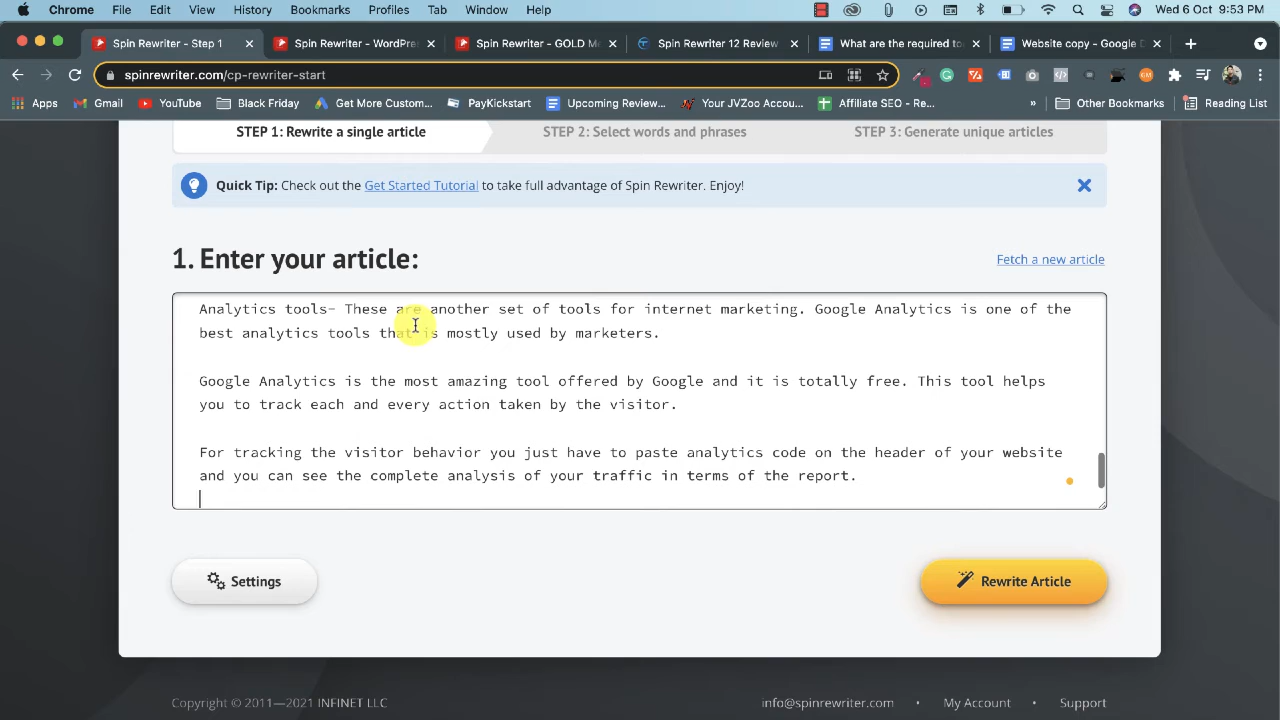 Chrome File Edit View History Bookmarks Profiles Tab Window Help Wed 6 Oct 9:53 PM
Spin Rewriter - Step 1
Spin Rewriter - WordPre
Spin Rewriter - GOLD M
Spin Rewriter 12 Review
What are the required to
Website copy - Google D
spinrewriter.com/cp-rewriter-start
Apps Gmail YouTube Black Friday Get More Custom... PayKickstart Upcoming Review... Your JVZoo Accoun... Affiliate SEO - Re... » Other Bookmarks Reading List
STEP 1: Rewrite a single article STEP 2: Select words and phrases STEP 3: Generate unique articles
Quick Tip: Check out the Get Started Tutorial to take full advantage of Spin Rewriter. Enjoy!
1. Enter your article: Fetch a new article
Analytics tools- These are another set of tools for internet marketing. Google Analytics is one of the
best analytics tools that is mostly used by marketers.
Google Analytics is the most amazing tool offered by Google and it is totally free. This tool helps
you to track each and every action taken by the visitor.
For tracking the visitor behavior you just have to paste analytics code on the header of your website
and you can see the complete analysis of your traffic in terms of the report.
Settings Rewrite Article
Copyright © 2011—2021 INFINET LLC info@spinrewriter.com • My Account • Support